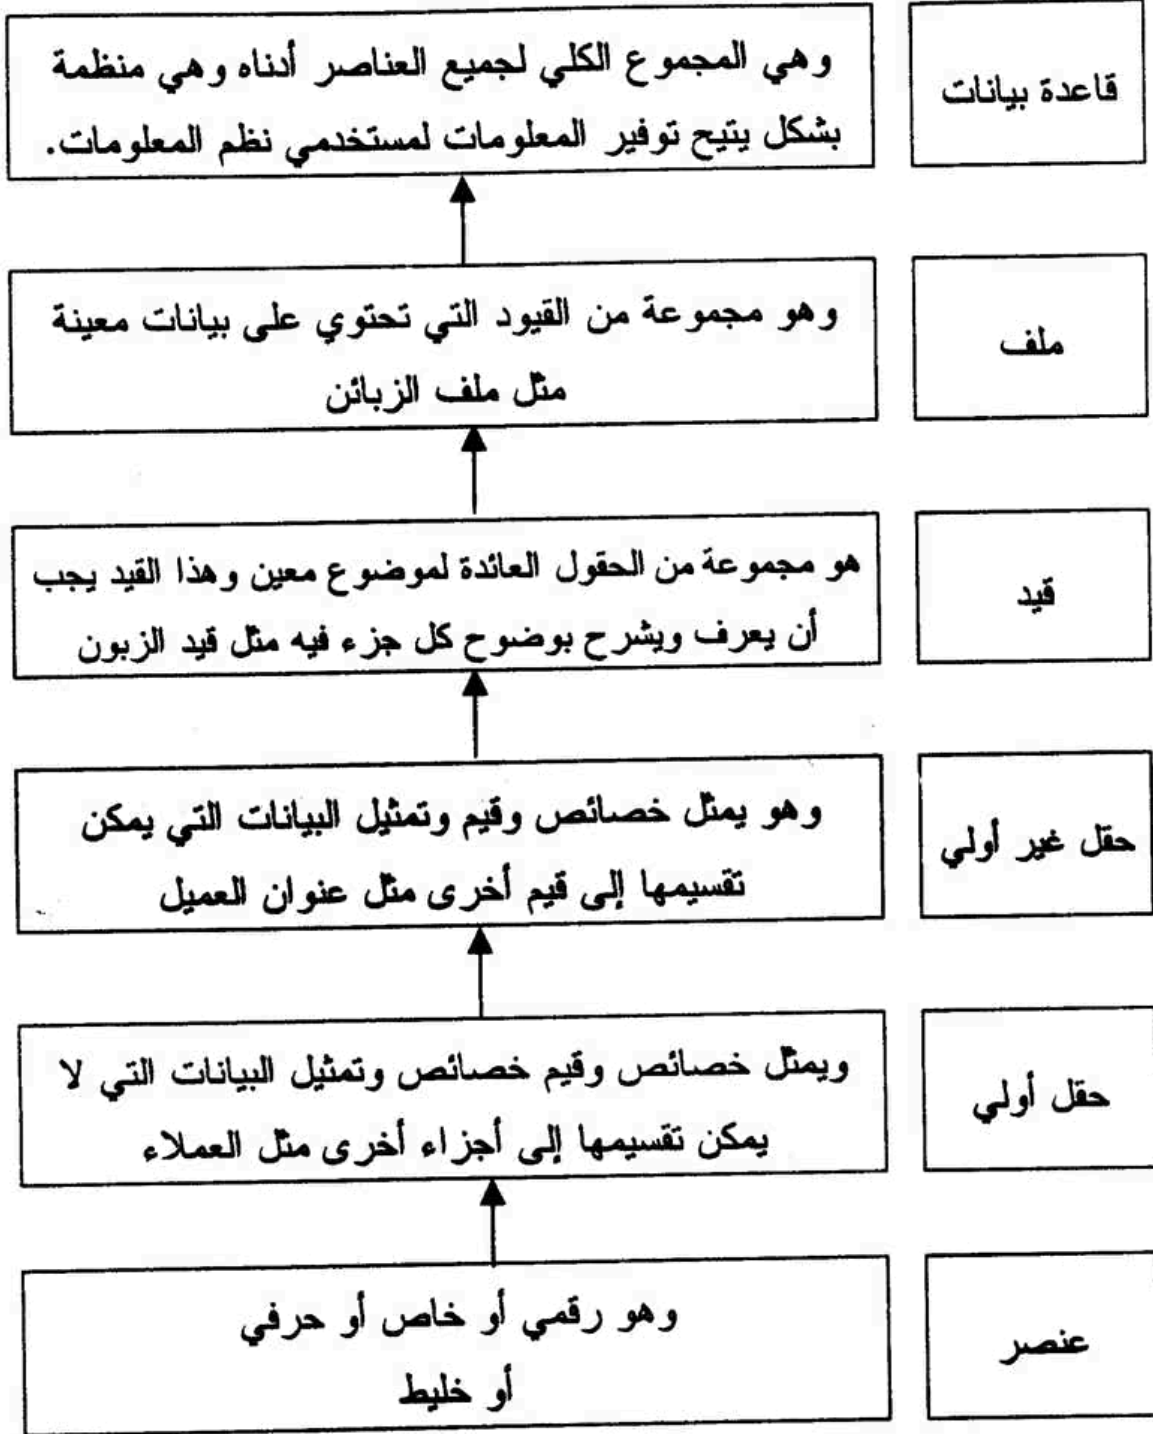 قاعدة بيانات
وهي المجموع الكلي لجميع العناصر أدناه وهي منظمة
بشكل يتيح توفير المعلومات لمستخدمي نظم المعلومات.
ملف
وهو مجموعة من القيود التي تحتوي على بيانات معينة
مثل ملف الزبائن
قيد
هو مجموعة من الحقول العائدة لموضوع معين وهذا القيد يجب
أن يعرف ويشرح بوضوح كل جزء فيه مثل قيد الزبون
حقل غير أولي
وهو يمثل خصائص وقيم وتمثيل البيانات التي يمكن
تقسيمها إلى قيم أخرى مثل عنوان العميل
حقل أولي
ويمثل خصائص وقيم خصائص وتمثيل البيانات التي لا
يمكن تقسيمها إلى أجزاء أخرى مثل العملاء
عنصر
وهو رقمي أو خاص أو حرفي
أو خليط